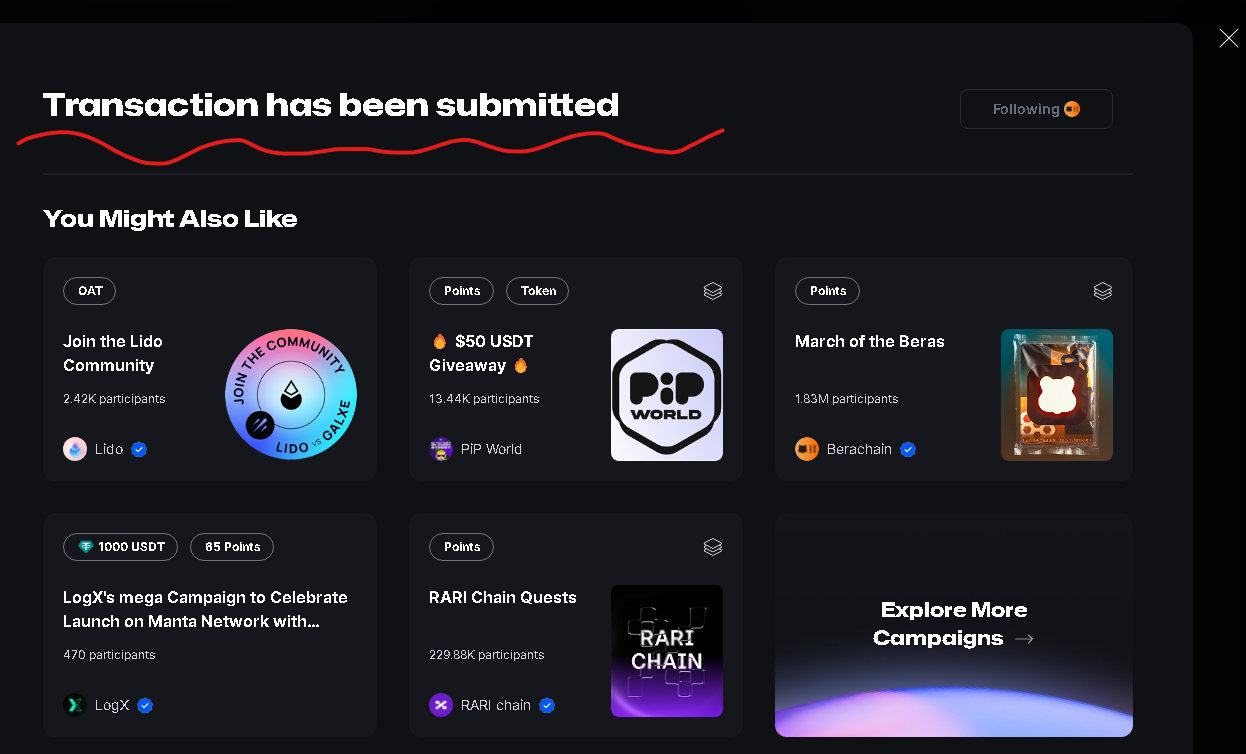 Transaction has been submitted
Following
You Might Also Like
OAT
Join the Lido
Community
2.42K participants
Lido
JOIN THE COMMUNITY
LIDO VS GALXE
Points
Token
🔥 $50 USDT
Giveaway 🔥
13.44K participants
PiP World
PiP
WORLD
Points
March of the Beras
1.83M participants
Berachain
1000 USDT
65 Points
LogX's mega Campaign to Celebrate
Launch on Manta Network with...
470 participants
LogX
Points
RARI Chain Quests
229.88K participants
RARI chain
RARI
CHAIN
Explore More
Campaigns →